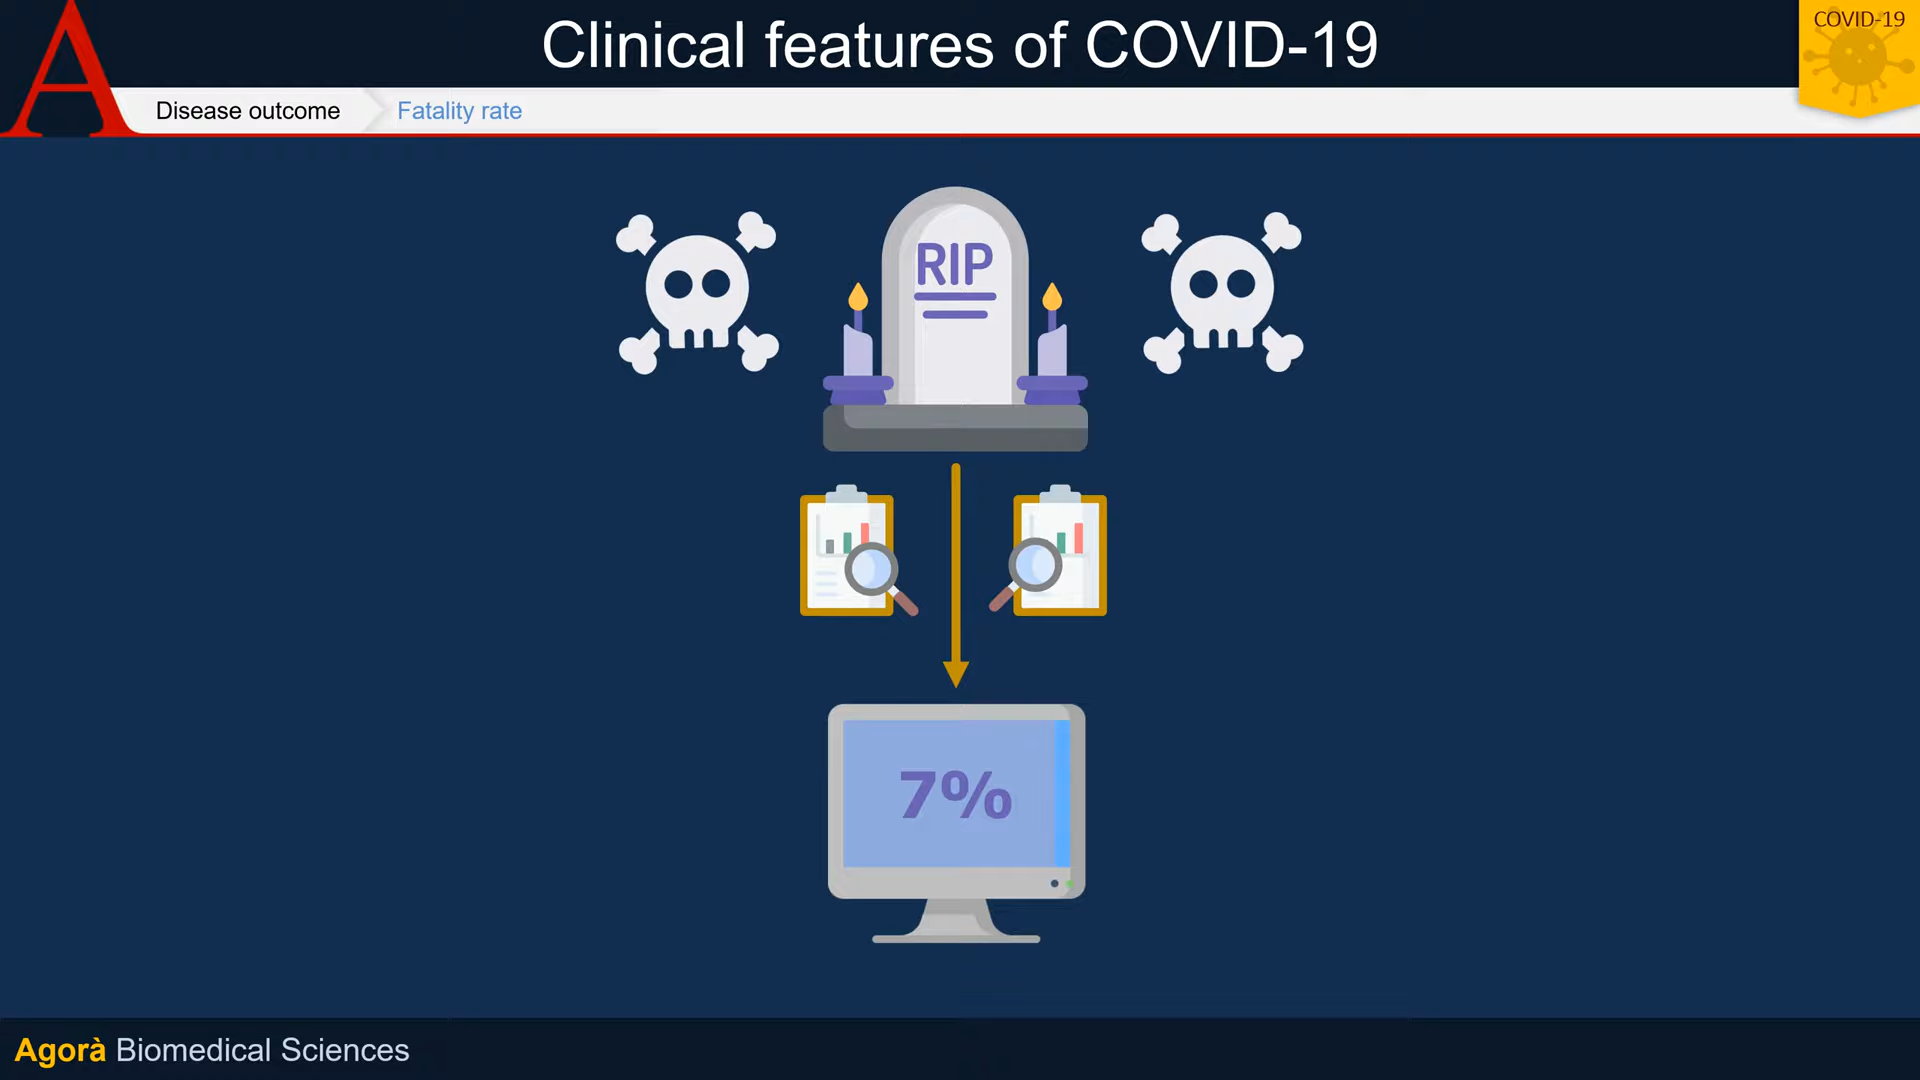 Clinical features of COVID-19
COVID-19
A
Disease outcome
Fatality rate
RIP
7%
Agorà Biomedical Sciences